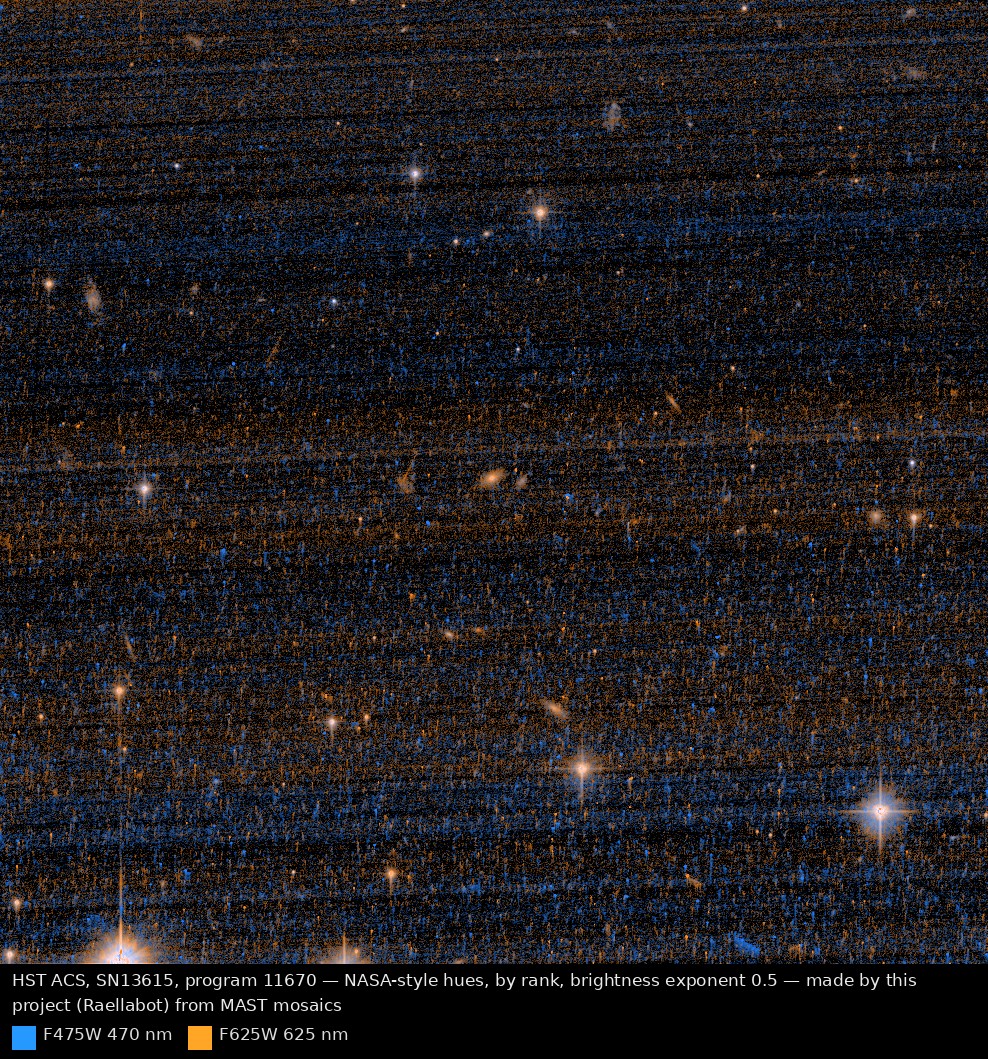 HST ACS, SN13615, program 11670 — NASA-style hues, by rank, brightness exponent 0.5 — made by this
project (Raellabot) from MAST mosaics
F475W 470 nm F625W 625 nm